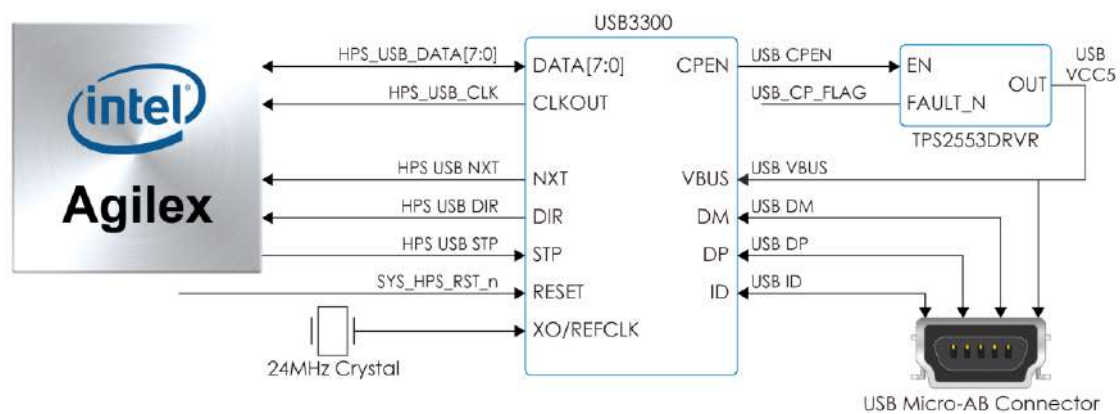 USB3300
HPS_USB_DATA[7:0]
DATA[7:0]
CPEN
USB CPEN
EN
USB
VCC5
HPS_USB_CLK
CLKOUT
USB_CP_FLAG
FAULT_N
OUT
TPS2553DRVR
intel
Agilex
HPS USB NXT
NXT
VBUS
USB VBUS
HPS USB DIR
DIR
DM
USB DM
HPS USB STP
STP
DP
USB DP
SYS_HPS_RST_n
RESET
ID
USB ID
XO/REFCLK
24MHz Crystal
USB Micro-AB Connector